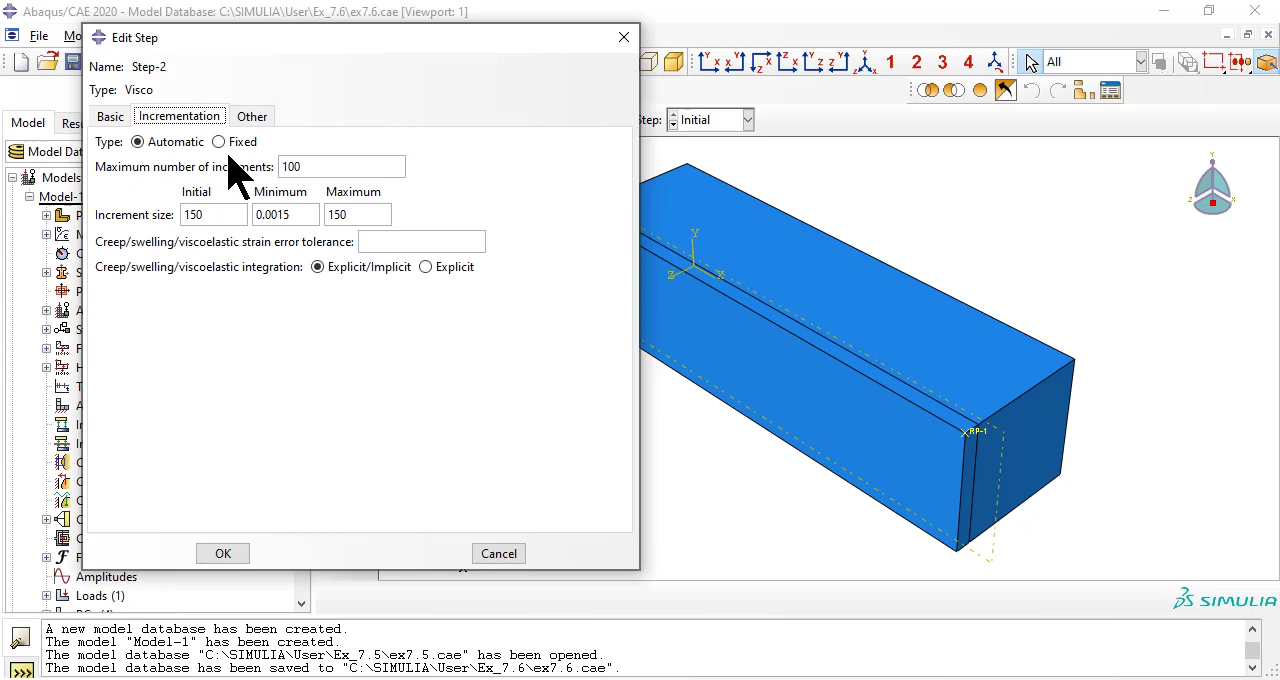 Abaqus/CAE 2020 - Model Database: C:\SIMULIA\User\Ex_7.6\ex7.6.cae [Viewport: 1]
File
Edit Step
Name: Step-2
Type: Visco
Basic Incrementation Other
Type: Automatic Fixed
Maximum number of increments: 100
Initial Minimum Maximum
Increment size: 150 0.0015 150
Creep/swelling/viscoelastic strain error tolerance:
Creep/swelling/viscoelastic integration: Explicit/Implicit Explicit
OK Cancel
1 2 3 4
All
Initial
Model
Model Dat
Models
Model-1
Amplitudes
Loads (1)
Y
Z X
Y
Z X
RP-1
SIMULIA
A new model database has been created.
The model "Model-1" has been created.
The model database "C:\SIMULIA\User\Ex_7.5\ex7.5.cae" has been opened
The model database has been saved to "C:\SIMULIA\User\Ex_7.6\ex7.6.cae".